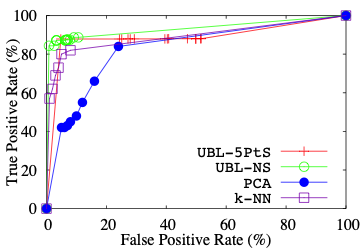 100
80
60
40
20
0
True Positive Rate (%)
UBL-5PtS
UBL-NS
PCA
k-NN
0 20 40 60 80 100
False Positive Rate (%)